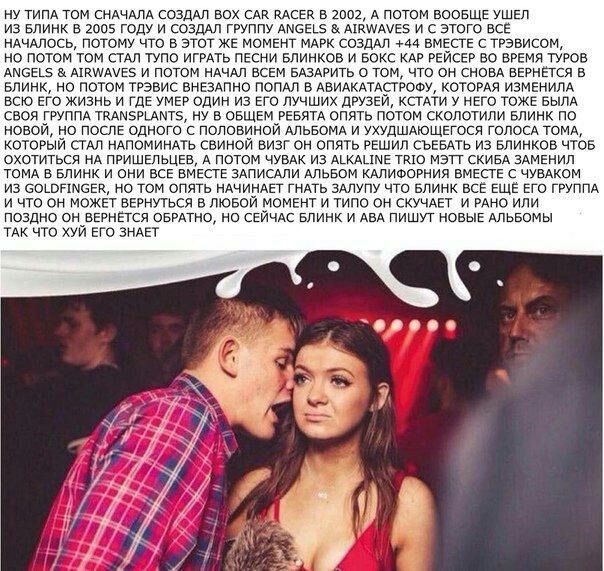 НУ ТИПА ТОМ СНАЧАЛА СОЗДАЛ BOX CAR RACER В 2002, А ПОТОМ ВООБЩЕ УШЕЛ
ИЗ БЛИНК В 2005 ГОДУ И СОЗДАЛ ГРУППУ ANGELS & AIRWAVES И С ЭТОГО ВСЁ
НАЧАЛОСЬ, ПОТОМУ ЧТО В ЭТОТ ЖЕ МОМЕНТ МАРК СОЗДАЛ +44 ВМЕСТЕ С ТРЭВИСОМ,
НО ПОТОМ ТОМ СТАЛ ТУПО ИГРАТЬ ПЕСНИ БЛИНКОВ И БОКС КАР РЕЙСЕР ВО ВРЕМЯ ТУРОВ
ANGELS & AIRWAVES И ПОТОМ НАЧАЛ ВСЕМ БАЗАРИТЬ О ТОМ, ЧТО ОН СНОВА ВЕРНЁТСЯ В
БЛИНК, НО ПОТОМ ТРЭВИС ВНЕЗАПНО ПОПАЛ В АВИАКАТАСТРОФУ, КОТОРАЯ ИЗМЕНИЛА
ВСЮ ЕГО ЖИЗНЬ И ГДЕ УМЕР ОДИН ИЗ ЕГО ЛУЧШИХ ДРУЗЕЙ, КСТАТИ У НЕГО ТОЖЕ БЫЛА
СВОЯ ГРУППА TRANSPLANTS, НУ В ОБЩЕМ РЕБЯТА ОПЯТЬ ПОТОМ СКОЛОТИЛИ БЛИНК ПО
НОВОЙ, НО ПОСЛЕ ОДНОГО С ПОЛОВИНОЙ АЛЬБОМА И УХУДШАЮЩЕГОСЯ ГОЛОСА ТОМА,
КОТОРЫЙ СТАЛ НАПОМИНАТЬ СВИНОЙ ВИЗГ ОН ОПЯТЬ РЕШИЛ СЪЕБАТЬ ИЗ БЛИНКОВ ЧТОБ
ОХОТИТЬСЯ НА ПРИШЕЛЬЦЕВ, А ПОТОМ ЧУВАК ИЗ ALKALINE TRIO МЭТТ СКИБА ЗАМЕНИЛ
ТОМА В БЛИНК И ОНИ ВСЕ ВМЕСТЕ ЗАПИСАЛИ АЛЬБОМ КАЛИФОРНИЯ ВМЕСТЕ С ЧУВАКОМ
ИЗ GOLDFINGER, НО ТОМ ОПЯТЬ НАЧИНАЕТ ГНАТЬ ЗАЛУПУ ЧТО БЛИНК ВСЁ ЕЩЁ ЕГО ГРУППА
И ЧТО ОН МОЖЕТ ВЕРНУТЬСЯ В ЛЮБОЙ МОМЕНТ И ТИПО ОН СКУЧАЕТ И РАНО ИЛИ
ПОЗДНО ОН ВЕРНЁТСЯ ОБРАТНО, НО СЕЙЧАС БЛИНК И АВА ПИШУТ НОВЫЕ АЛЬБОМЫ
ТАК ЧТО ХУЙ ЕГО ЗНАЕТ